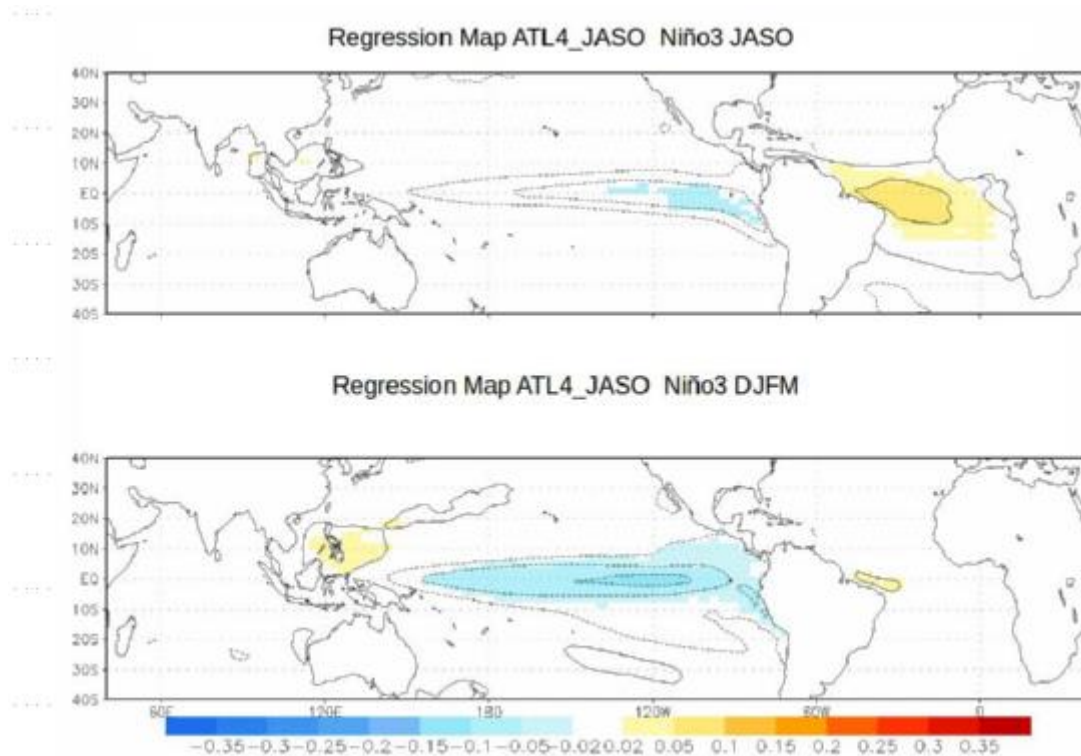 Regression Map ATL4_JASO Niño3 JASO
40N
30N
20N
10N
EQ
10S
20S
30S
40S
Regression Map ATL4_JASO Niño3 DJFM
40N
30N
20N
10N
EQ
10S
20S
30S
40S
60E 120E 180 120W 60W 0
-0.35 -0.3 -0.25 -0.2 -0.15 -0.1 -0.05 -0.02 0.02 0.05 0.1 0.15 0.2 0.25 0.3 0.35